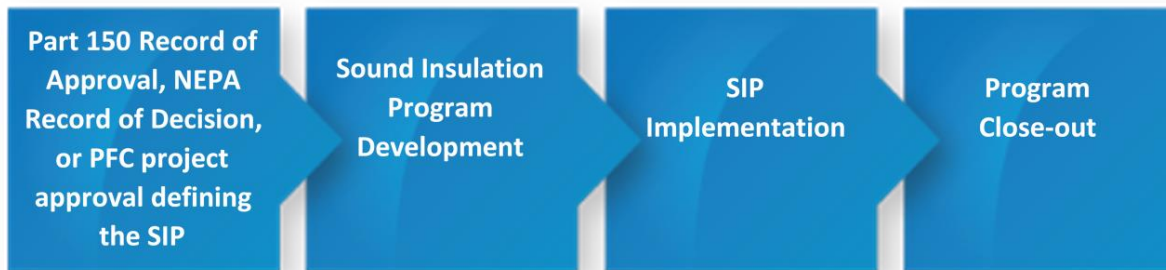 Part 150 Record of
Approval, NEPA
Record of Decision,
or PFC project
approval defining
the SIP
Sound Insulation
Program
Development
SIP
Implementation
Program
Close-out